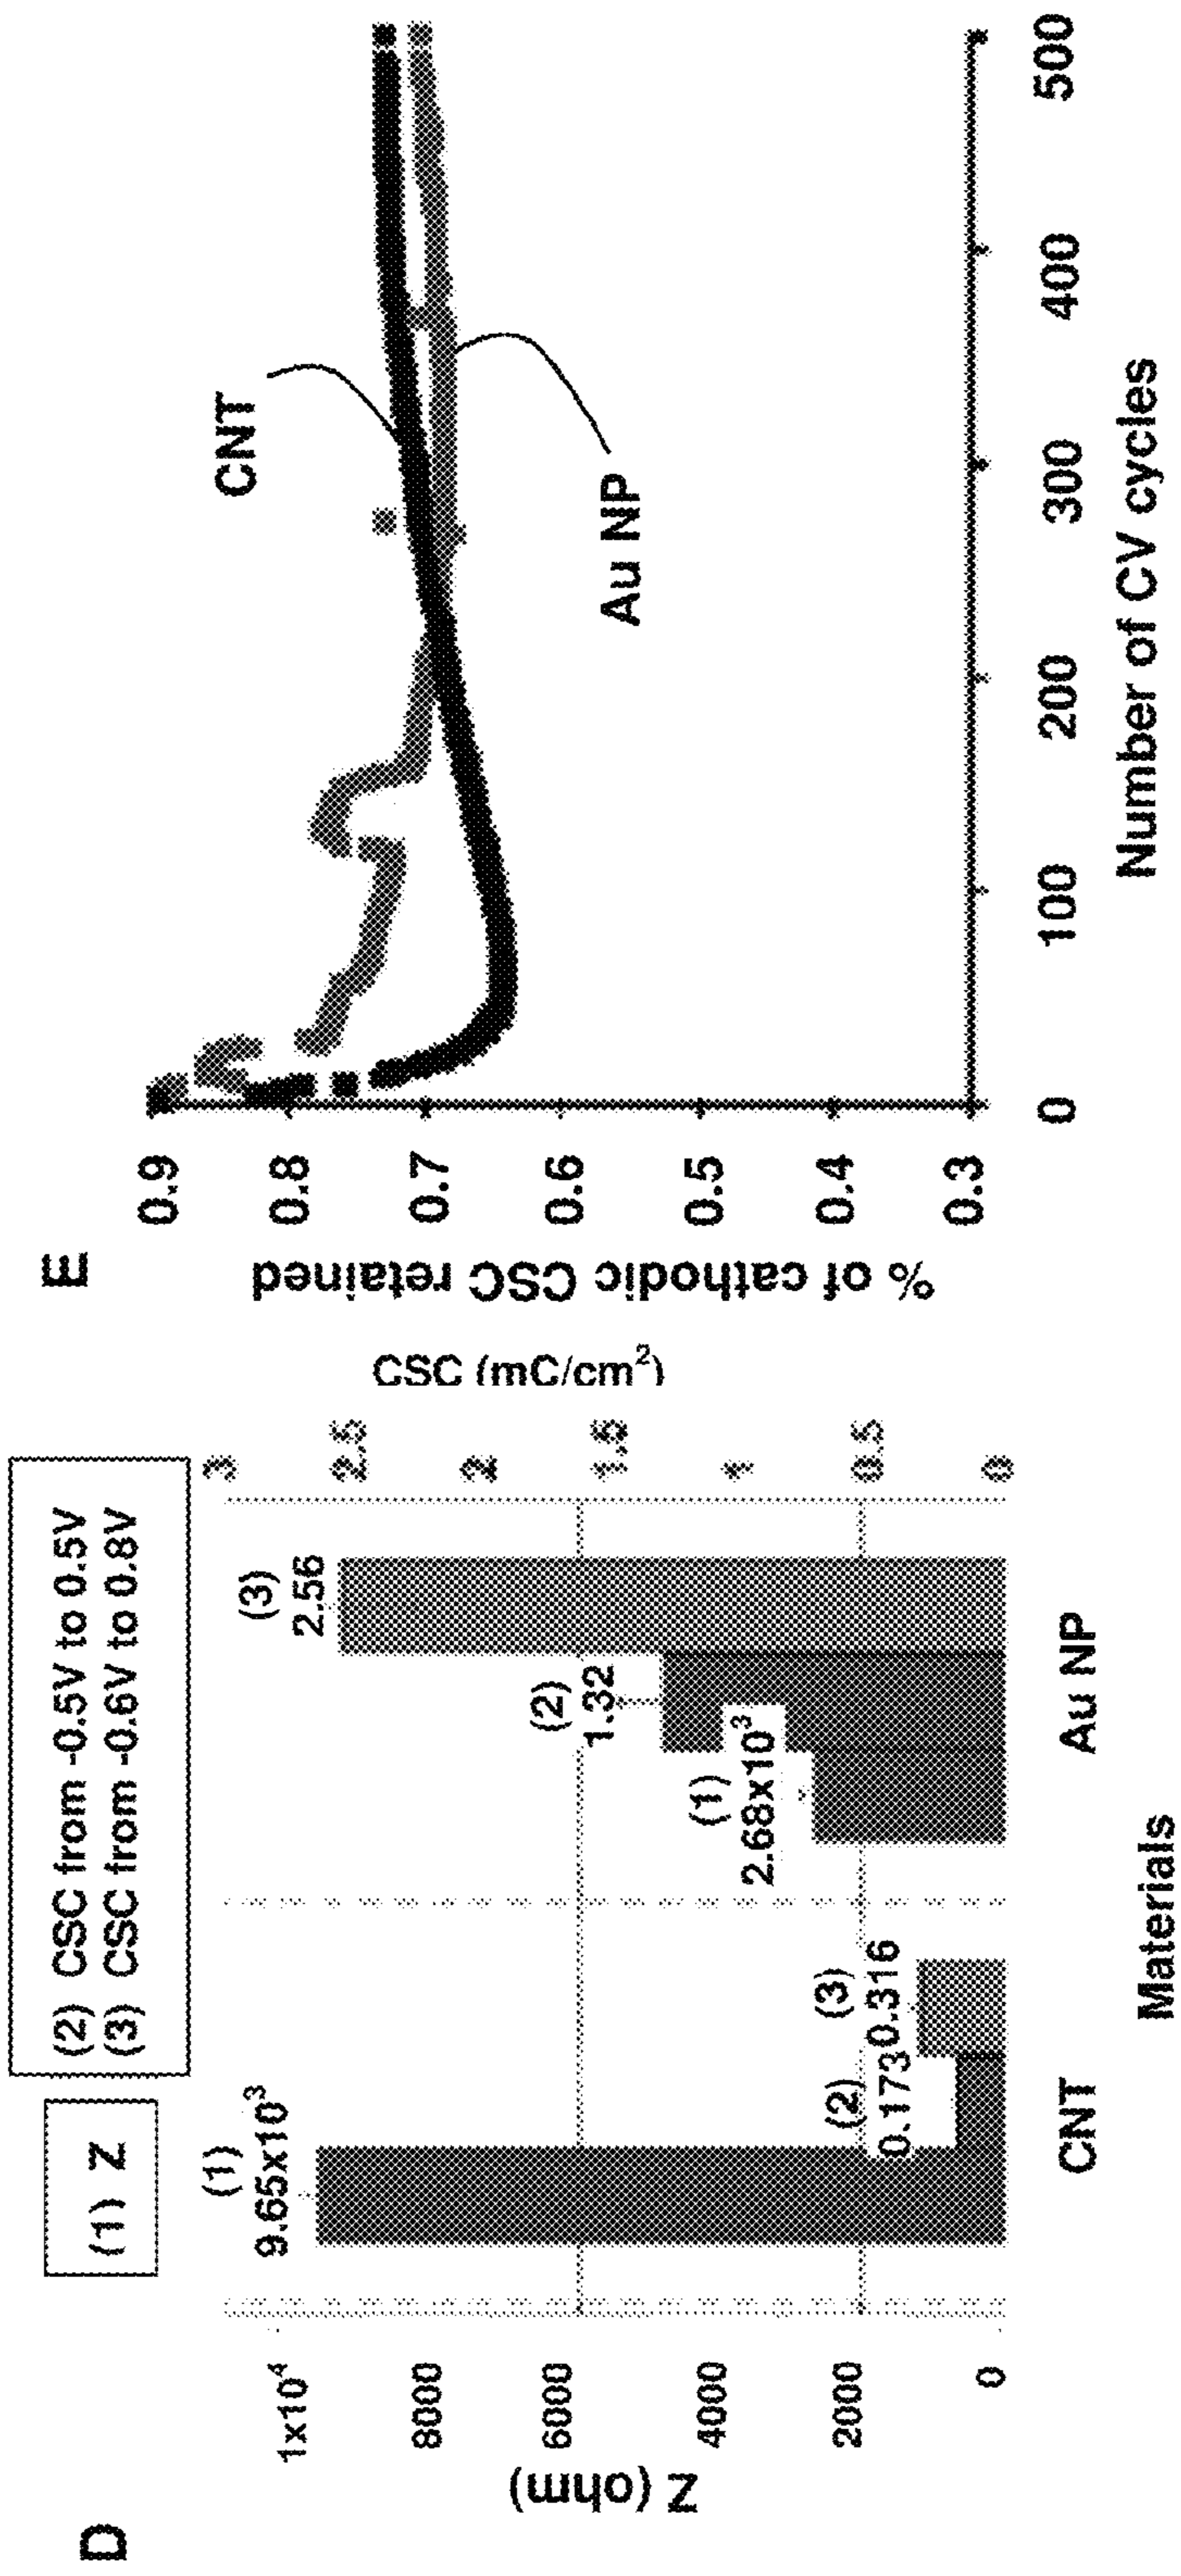 D
(1) Z
(2) CSC from -0.5V to 0.5V
(3) CSC from -0.6V to 0.8V
Z (ohm)
1x10⁴
8000
6000
4000
2000
0
(1)
9.65x10³
(2)
0.173
(3)
0.316
(1)
2.68x10³
(2)
1.32
(3)
2.56
3
2.5
2
1.5
1
0.5
0
CSC (mC/cm²)
CNT
Au NP
Materials
E
% of cathodic CSC retained
0.9
0.8
0.7
0.6
0.5
0.4
0.3
CNT
Au NP
0
100
200
300
400
500
Number of CV cycles